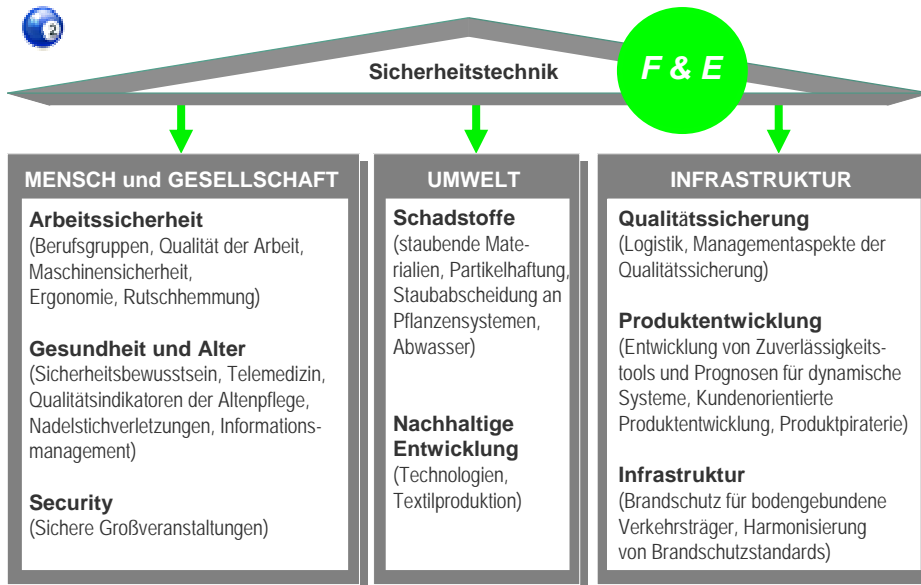 2
Sicherheitstechnik
F & E
MENSCH und GESELLSCHAFT
Arbeitssicherheit
(Berufsgruppen, Qualität der Arbeit,
Maschinensicherheit,
Ergonomie, Rutschhemmung)
Gesundheit und Alter
(Sicherheitsbewusstsein, Telemedizin,
Qualitätsindikatoren der Altenpflege,
Nadelstichverletzungen, Informations-
management)
Security
(Sichere Großveranstaltungen)
UMWELT
Schadstoffe
(staubende Mate-
rialien, Partikelhaftung,
Staubabscheidung an
Pflanzensystemen,
Abwasser)
Nachhaltige
Entwicklung
(Technologien,
Textilproduktion)
INFRASTRUKTUR
Qualitätssicherung
(Logistik, Managementaspekte der
Qualitätssicherung)
Produktentwicklung
(Entwicklung von Zuverlässigkeits-
tools und Prognosen für dynamische
Systeme, Kundenorientierte
Produktentwicklung, Produktpiraterie)
Infrastruktur
(Brandschutz für bodengebundene
Verkehrsträger, Harmonisierung
von Brandschutzstandards)